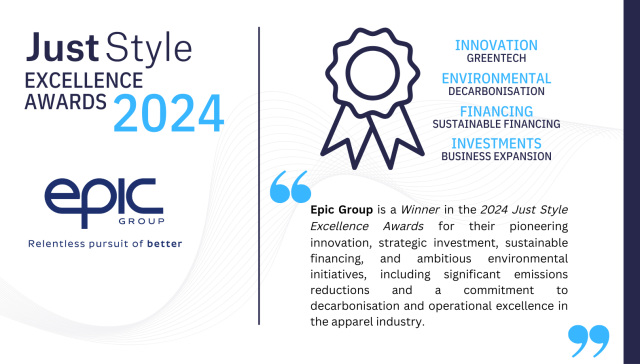 Just Style
EXCELLENCE
AWARDS 2024
epic
GROUP
Relentless pursuit of better
INNOVATION
GREENTECH
ENVIRONMENTAL
DECARBONISATION
FINANCING
SUSTAINABLE FINANCING
INVESTMENTS
BUSINESS EXPANSION
“
Epic Group is a Winner in the 2024 Just Style
Excellence Awards for their pioneering
innovation, strategic investment, sustainable
financing, and ambitious environmental
initiatives, including significant emissions
reductions and a commitment to
decarbonisation and operational excellence in
the apparel industry.
”